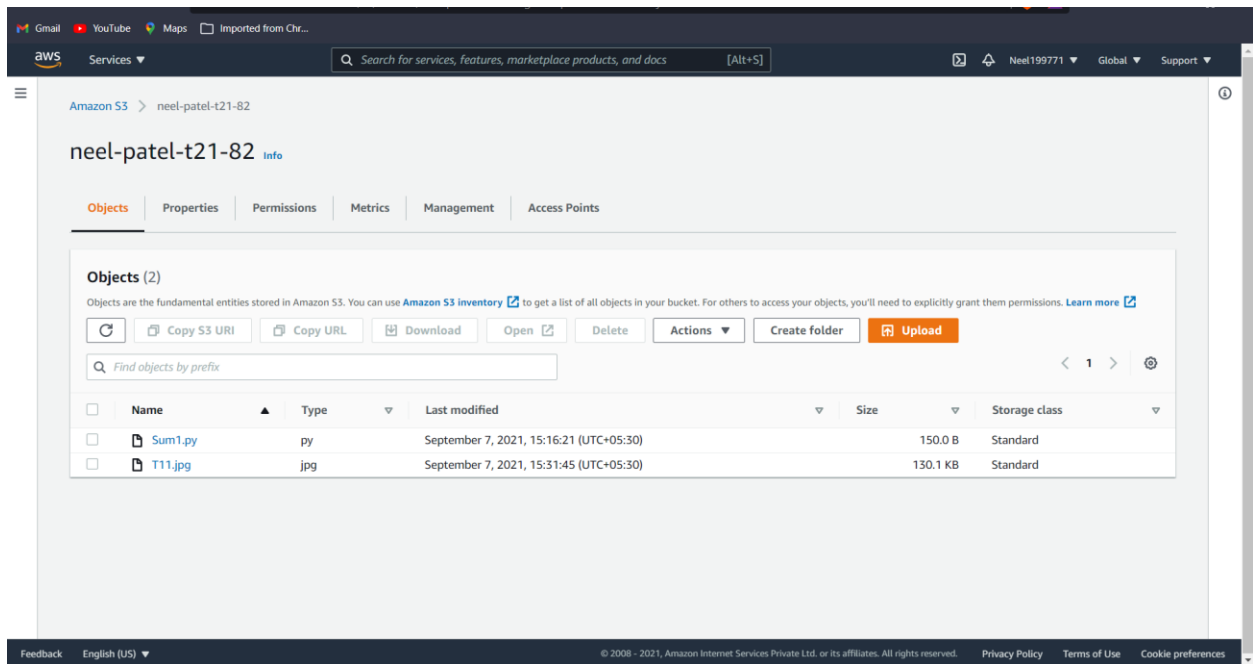 Gmail YouTube Maps Imported from Chr...
aws Services ▼ Search for services, features, marketplace products, and docs [Alt+S] Neel199771 ▼ Global ▼ Support ▼
Amazon S3 > neel-patel-t21-82
neel-patel-t21-82 Info
Objects Properties Permissions Metrics Management Access Points
Objects (2)
Objects are the fundamental entities stored in Amazon S3. You can use Amazon S3 inventory to get a list of all objects in your bucket. For others to access your objects, you'll need to explicitly grant them permissions. Learn more
Copy S3 URI Copy URL Download Open Delete Actions ▼ Create folder Upload
Find objects by prefix < 1 >
Name ▲ Type ▽ Last modified ▽ Size ▽ Storage class ▽
Sum1.py py September 7, 2021, 15:16:21 (UTC+05:30) 150.0 B Standard
T11.jpg jpg September 7, 2021, 15:31:45 (UTC+05:30) 130.1 KB Standard
Feedback English (US) ▼ © 2008 - 2021, Amazon Internet Services Private Ltd. or its affiliates. All rights reserved. Privacy Policy Terms of Use Cookie preferences